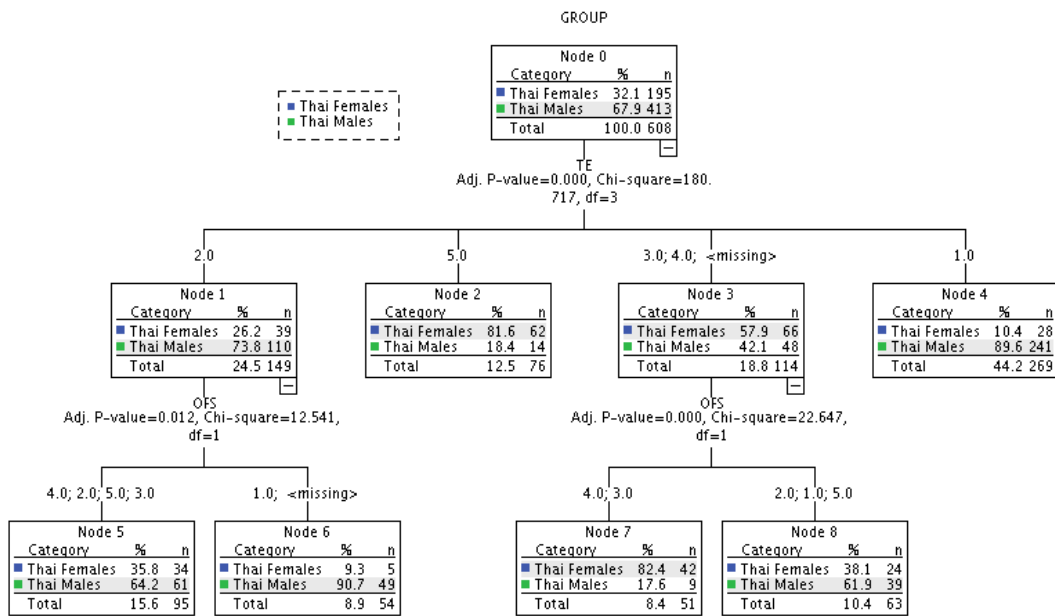 GROUP
Node 0
Category % n
Thai Females 32.1 195
Thai Males 67.9 413
Total 100.0 608
Thai Females
Thai Males
TE
Adj. P-value=0.000, Chi-square=180.
717, df=3
2.0
5.0
3.0; 4.0; <missing>
1.0
Node 1
Category % n
Thai Females 26.2 39
Thai Males 73.8 110
Total 24.5 149
Node 2
Category % n
Thai Females 81.6 62
Thai Males 18.4 14
Total 12.5 76
Node 3
Category % n
Thai Females 57.9 66
Thai Males 42.1 48
Total 18.8 114
Node 4
Category % n
Thai Females 10.4 28
Thai Males 89.6 241
Total 44.2 269
OFS
Adj. P-value=0.012, Chi-square=12.541,
df=1
OFS
Adj. P-value=0.000, Chi-square=22.647,
df=1
4.0; 2.0; 5.0; 3.0
1.0; <missing>
4.0; 3.0
2.0; 1.0; 5.0
Node 5
Category % n
Thai Females 35.8 34
Thai Males 64.2 61
Total 15.6 95
Node 6
Category % n
Thai Females 9.3 5
Thai Males 90.7 49
Total 8.9 54
Node 7
Category % n
Thai Females 82.4 42
Thai Males 17.6 9
Total 8.4 51
Node 8
Category % n
Thai Females 38.1 24
Thai Males 61.9 39
Total 10.4 63